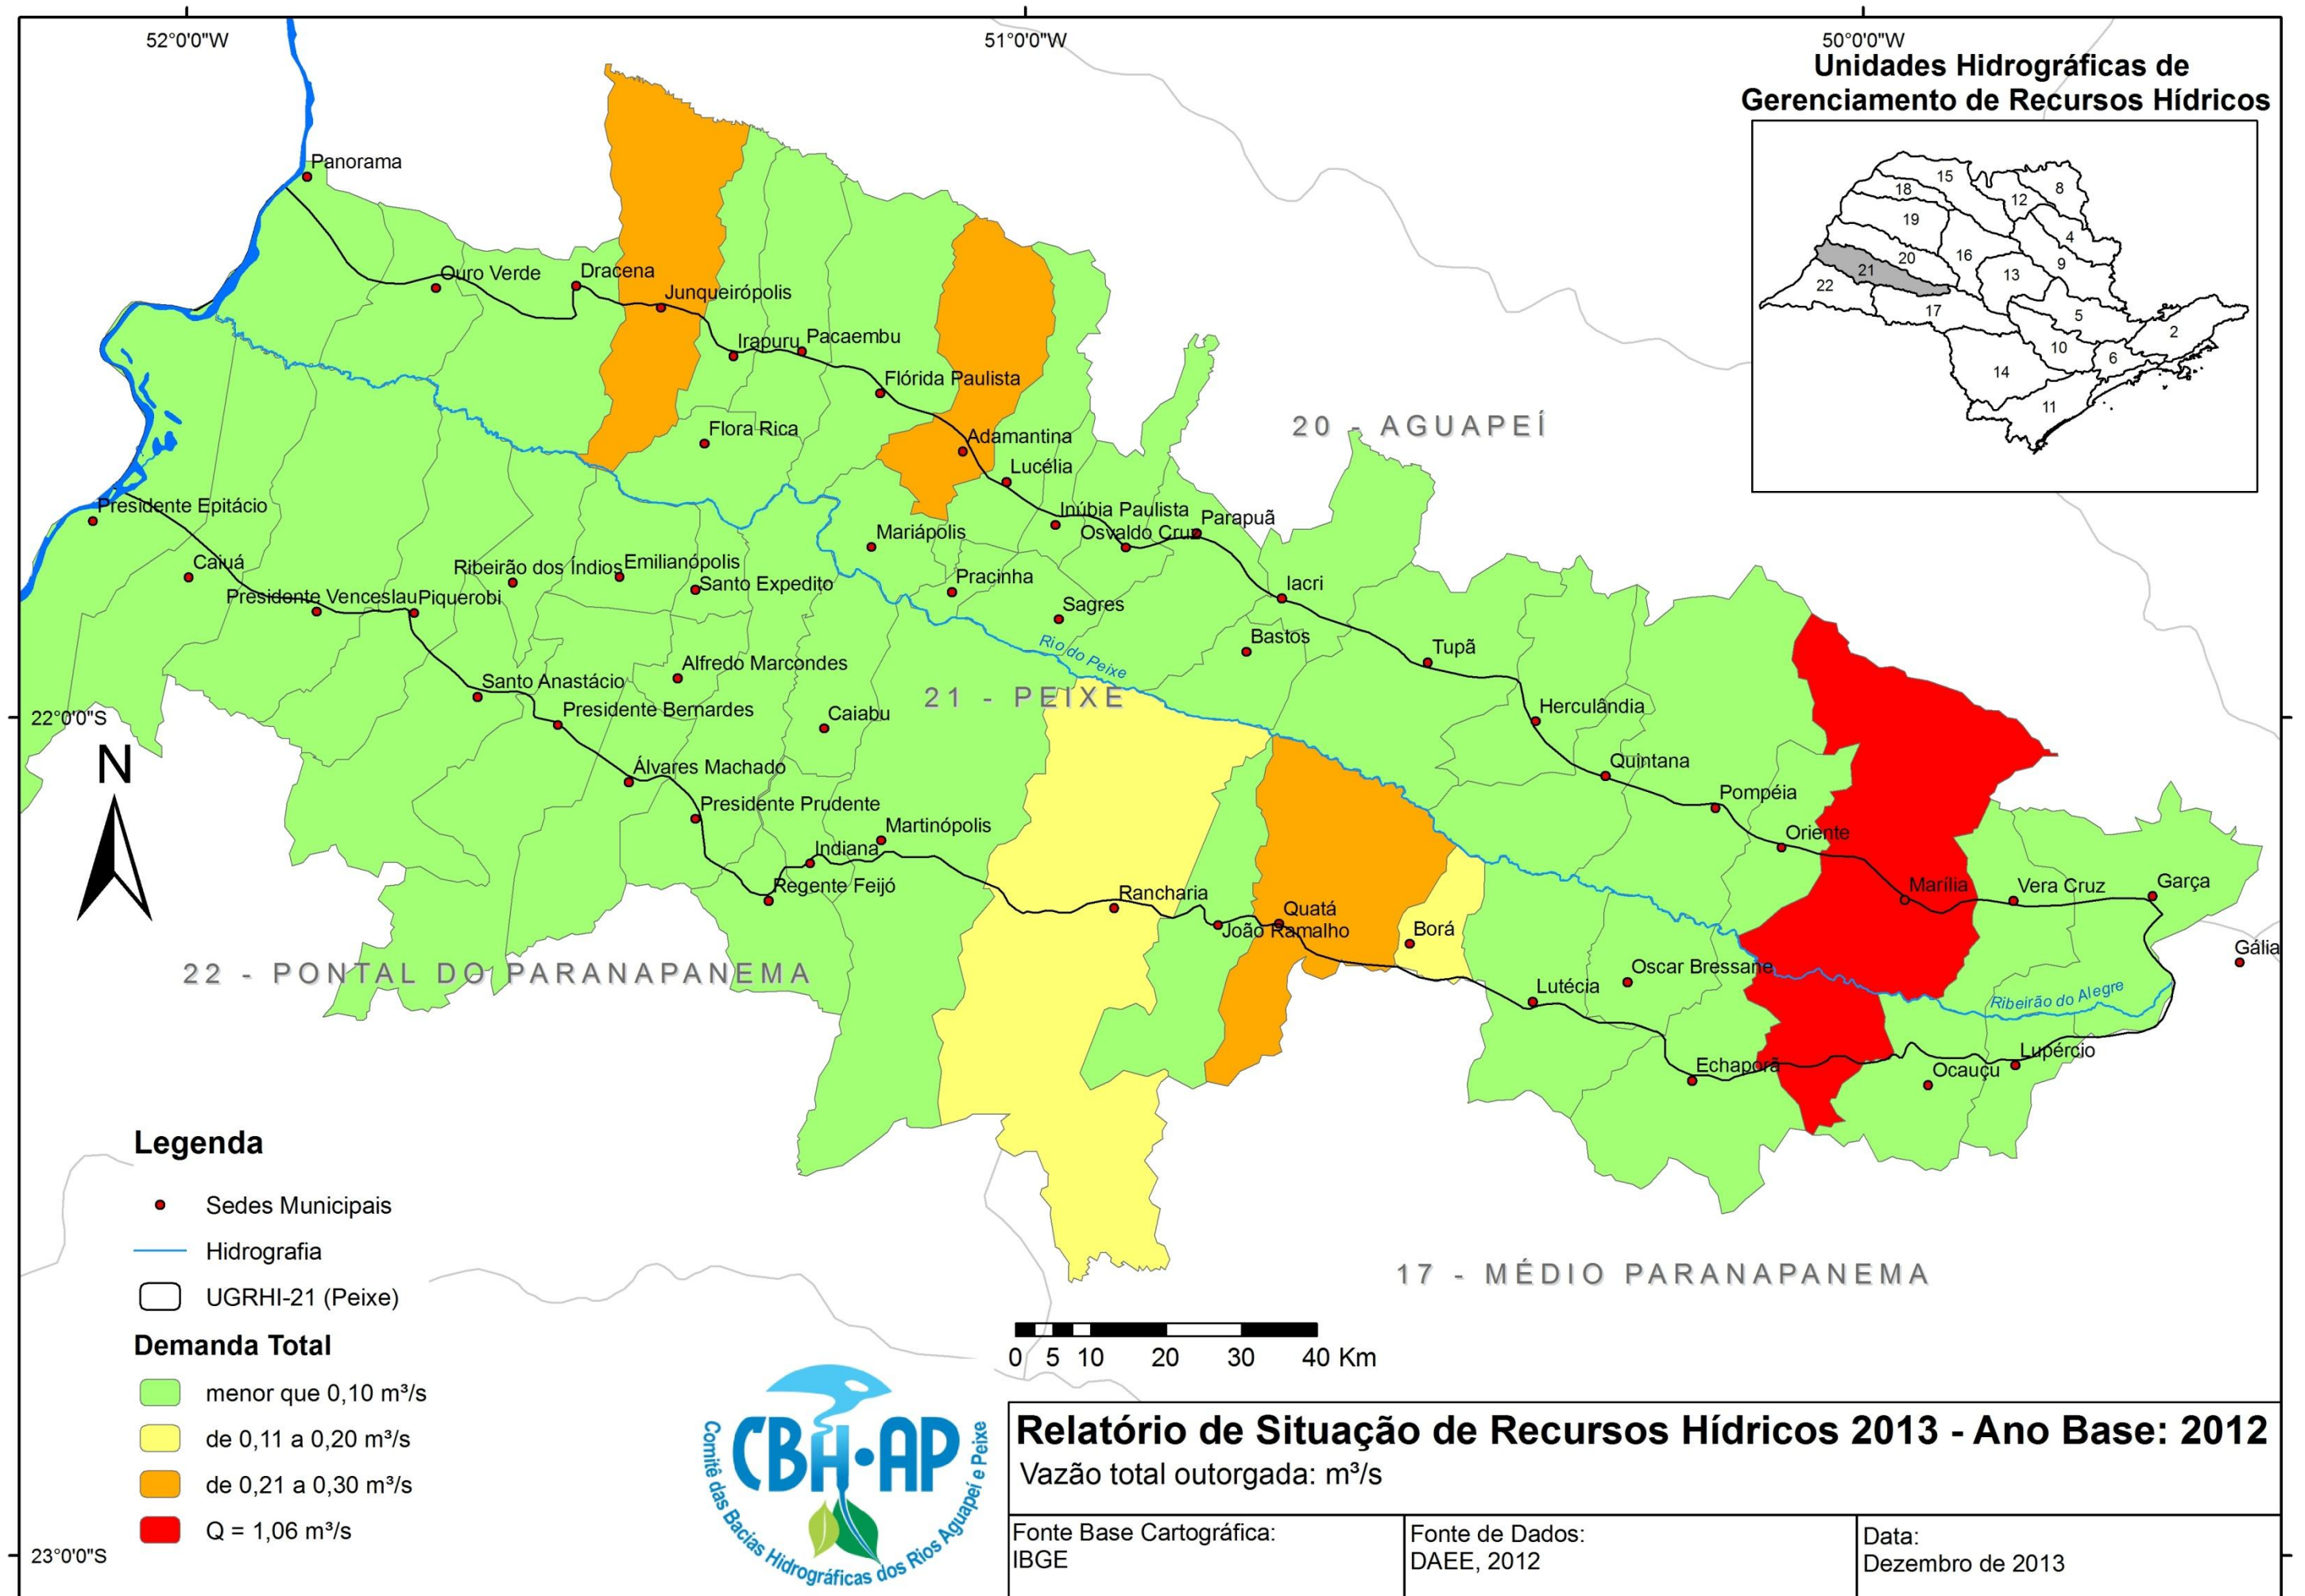 52°0'0"W
51°0'0"W
50°0'0"W
Unidades Hidrográficas de
Gerenciamento de Recursos Hídricos
15
18
8
12
19
4
16
20
9
21
13
22
17
5
2
10
6
14
11
Panorama
Ouro Verde
Dracena
Junqueirópolis
Irapuru
Pacaembu
Flórida Paulista
Flora Rica
Adamantina
Lucélia
20 - AGUAPEÍ
Presidente Epitácio
Inúbia Paulista
Parapuã
Osvaldo Cruz
Mariápolis
Caiuá
Ribeirão dos Índios
Emilianópolis
Santo Expedito
Pracinha
Iacri
Presidente Venceslau
Piquerobi
Sagres
Bastos
Rio do Peixe
Tupã
Alfredo Marcondes
Santo Anastácio
21 - PEIXE
Presidente Bernardes
Caiabu
Herculândia
22°0'0"S
N
Álvares Machado
Quintana
Presidente Prudente
Pompéia
Martinópolis
Oriente
Indiana
Regente Feijó
Rancharia
Marília
Vera Cruz
Garça
Quatá
João Ramalho
Borá
Gália
22 - PONTAL DO PARANAPANEMA
Oscar Bressane
Lutécia
Ribeirão do Alegre
Echaporã
Lupércio
Ocauçu
Legenda
Sedes Municipais
Hidrografia
UGRHI-21 (Peixe)
Demanda Total
menor que 0,10 m³/s
de 0,11 a 0,20 m³/s
de 0,21 a 0,30 m³/s
Q = 1,06 m³/s
23°0'0"S
17 - MÉDIO PARANAPANEMA
0 5 10 20 30 40 Km
CBH•AP
Comitê das Bacias Hidrográficas dos Rios Aguapeí e Peixe
Relatório de Situação de Recursos Hídricos 2013 - Ano Base: 2012
Vazão total outorgada: m³/s
Fonte Base Cartográfica:
IBGE
Fonte de Dados:
DAEE, 2012
Data:
Dezembro de 2013